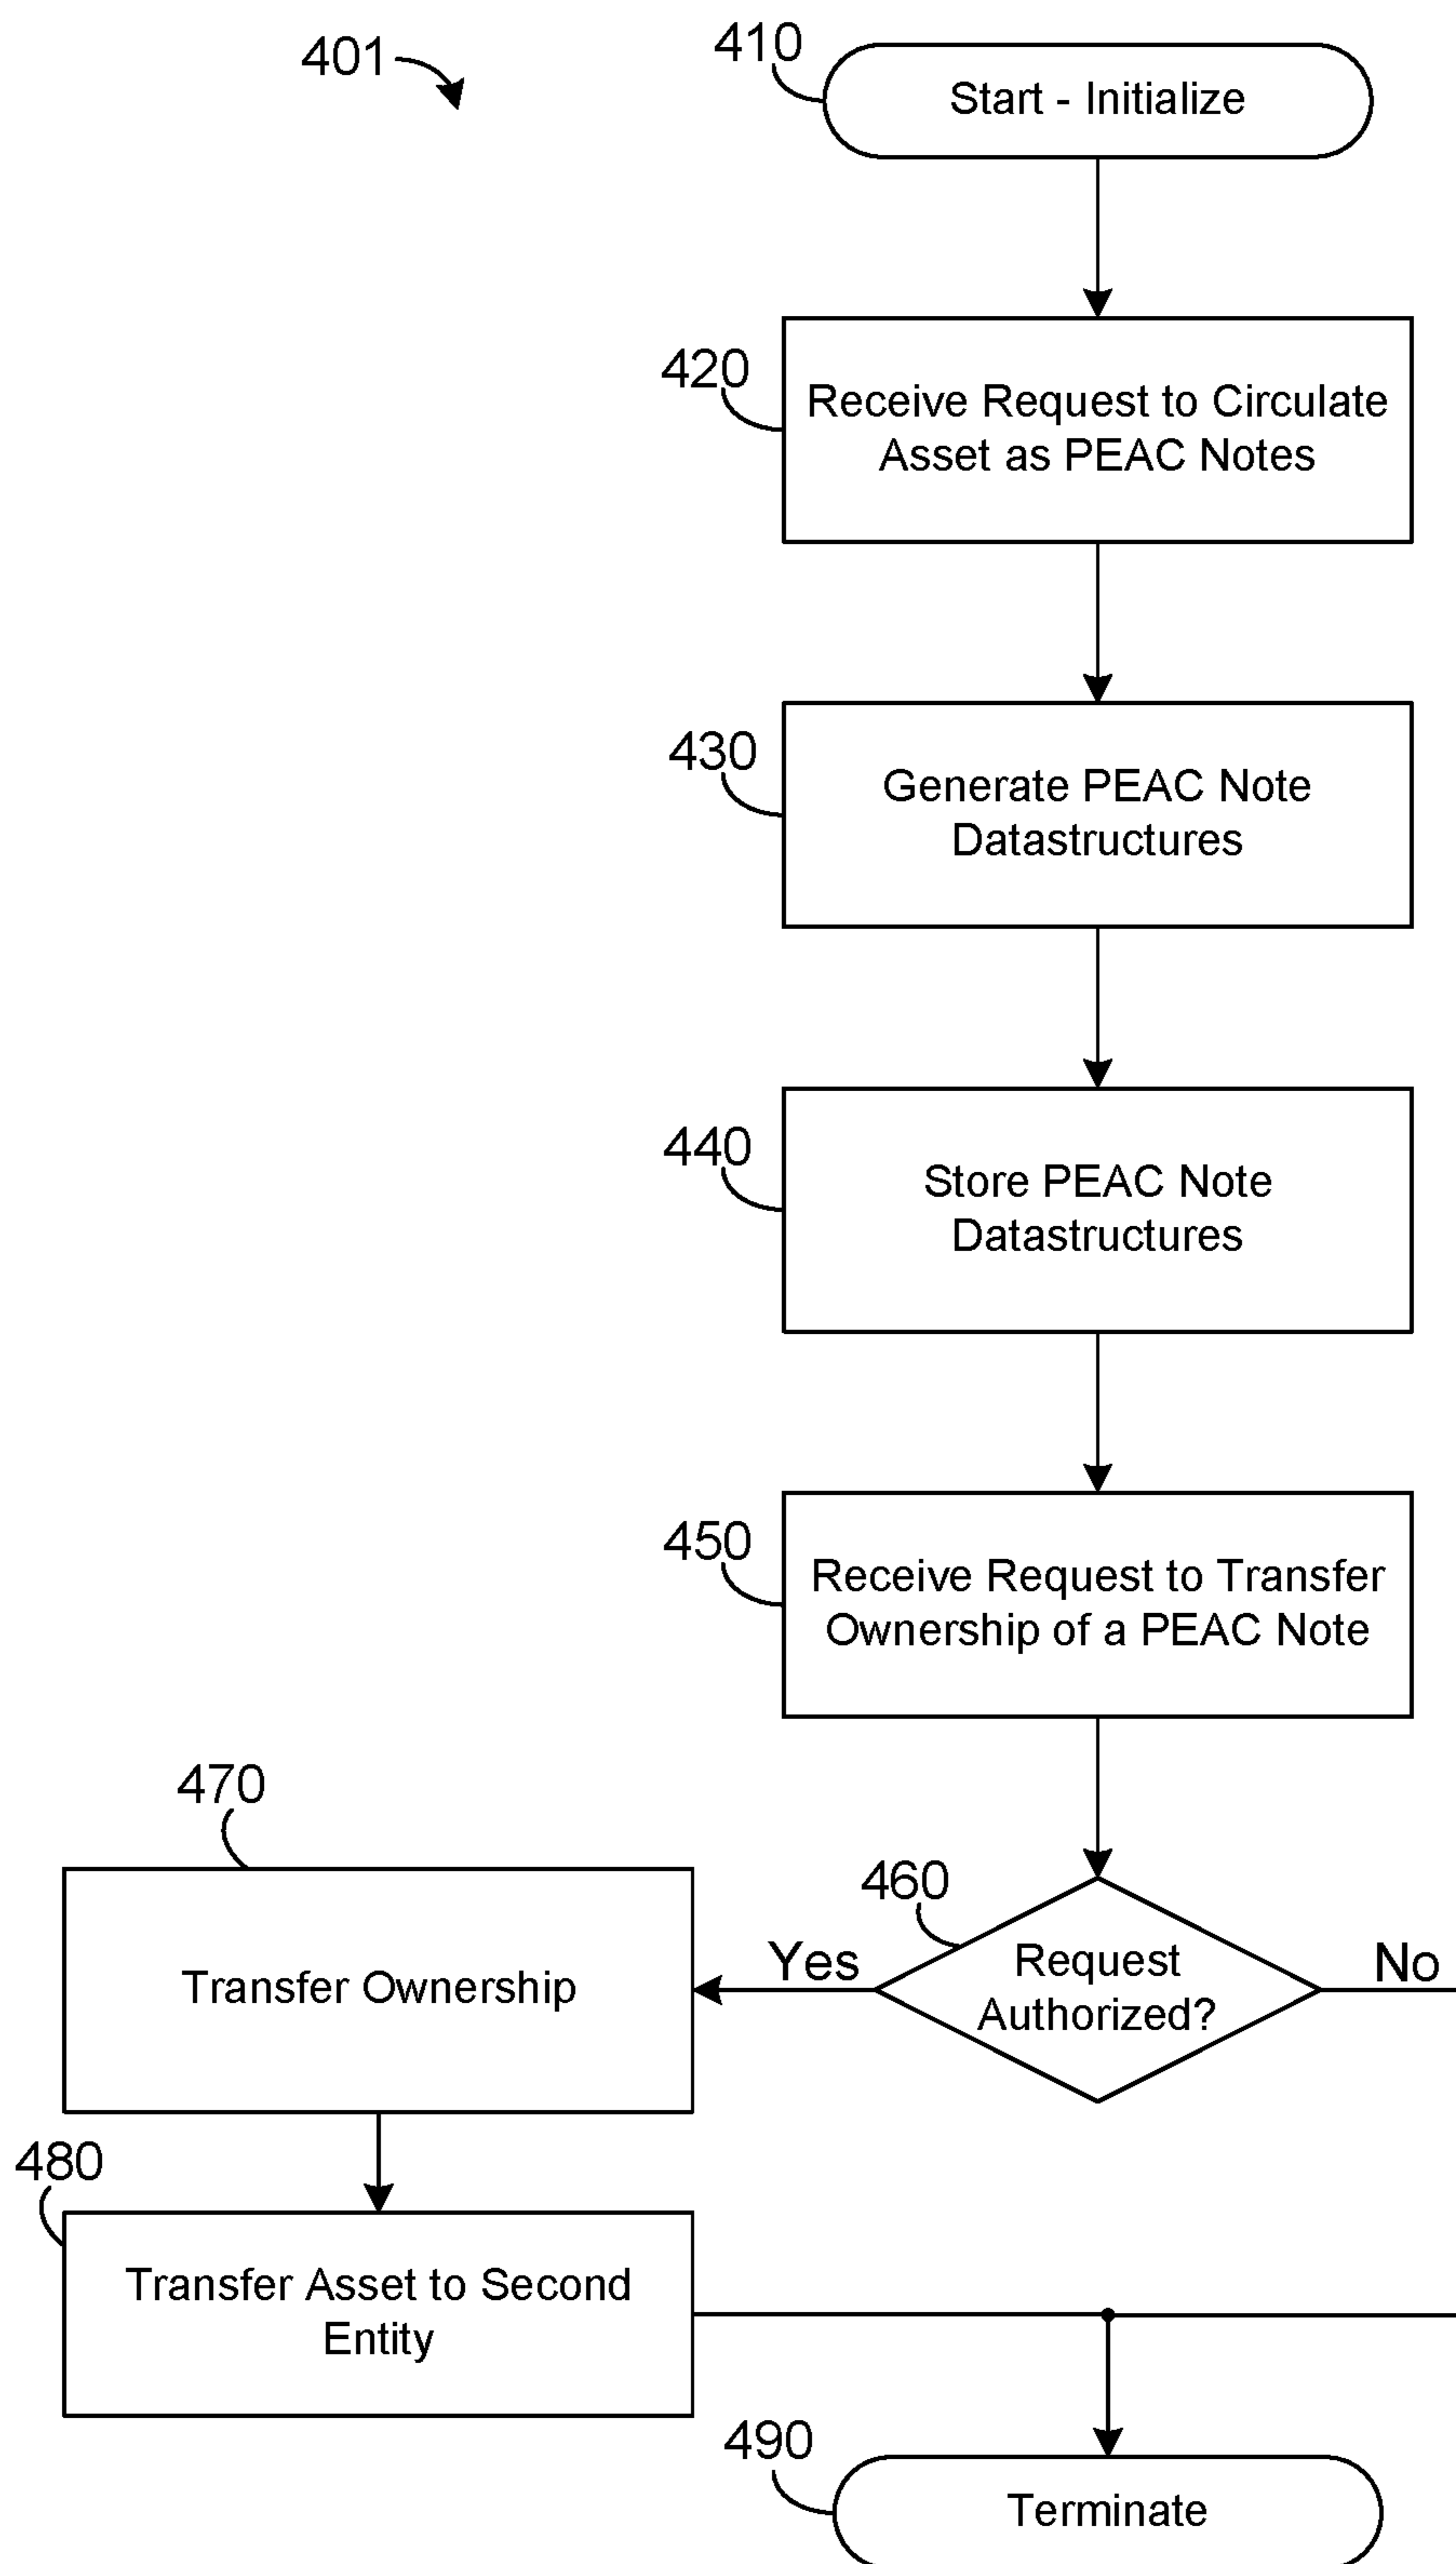 401
410
Start - Initialize
420
Receive Request to Circulate
Asset as PEAC Notes
430
Generate PEAC Note
Datastructures
440
Store PEAC Note
Datastructures
450
Receive Request to Transfer
Ownership of a PEAC Note
460
Request
Authorized?
Yes
No
470
Transfer Ownership
480
Transfer Asset to Second
Entity
490
Terminate